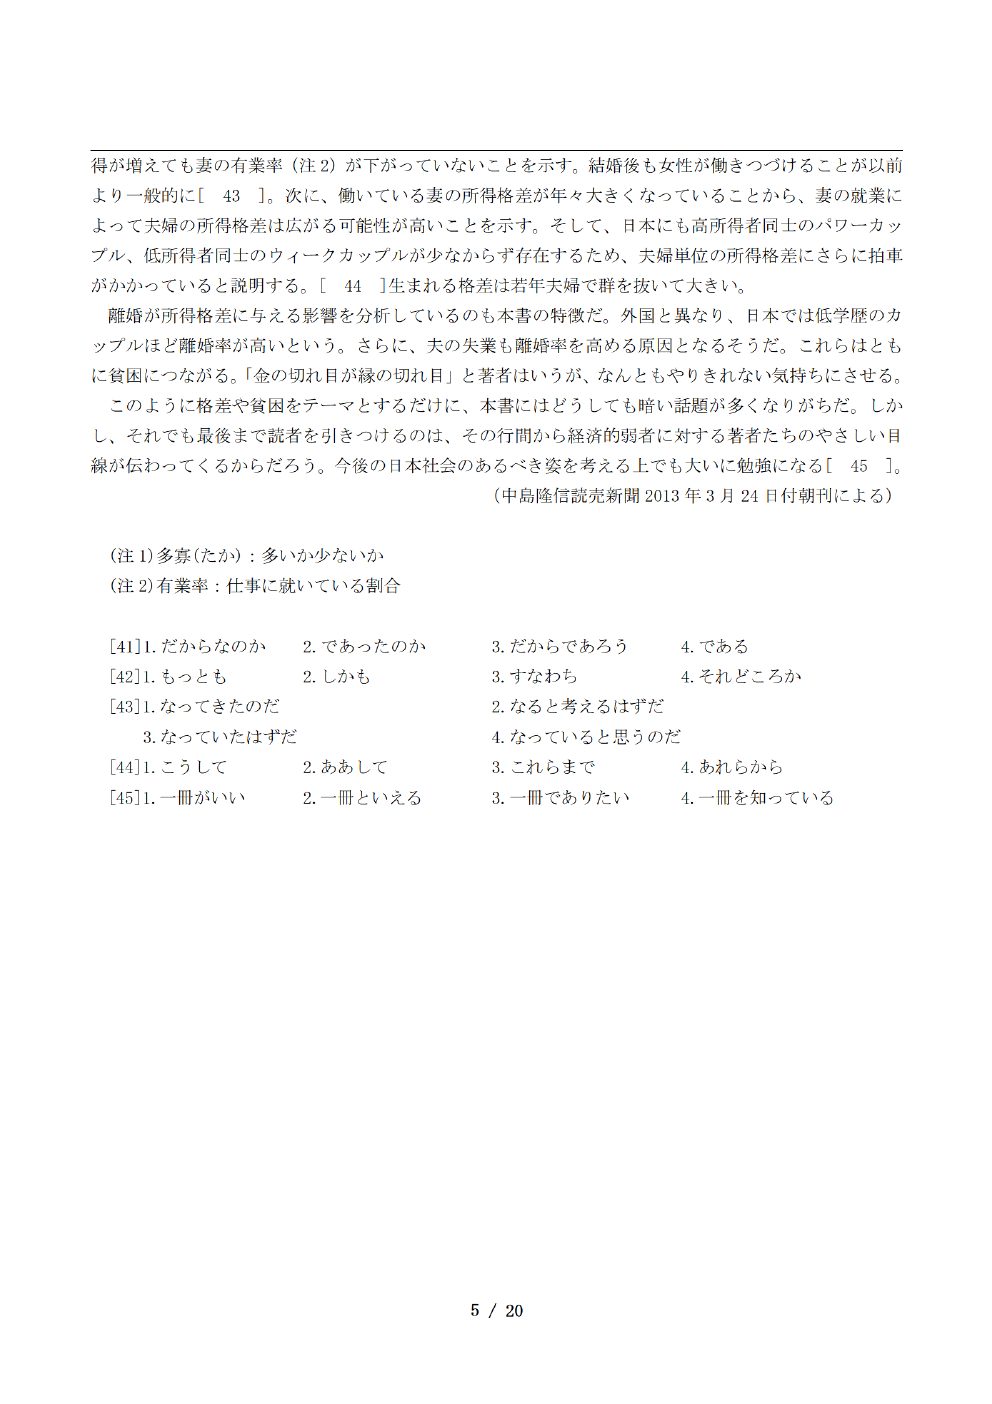 得が増えても妻の有業率（注２）が下がっていないことを示す。結婚後も女性が働きつづけることが以前
より一般的に[　43　]。次に、働いている妻の所得格差が年々大きくなっていることから、妻の就業に
よって夫婦の所得格差は広がる可能性が高いことを示す。そして、日本にも高所得者同士のパワーカッ
プル、低所得者同士のウィークカップルが少なからず存在するため、夫婦単位の所得格差にさらに拍車
がかかっていると説明する。[　44　]生まれる格差は若年夫婦で群を抜いて大きい。
離婚が所得格差に与える影響を分析しているのも本書の特徴だ。外国と異なり、日本では低学歴のカ
ップルほど離婚率が高いという。さらに、夫の失業も離婚率を高める原因となるそうだ。これらはとも
に貧困につながる。「金の切れ目が縁の切れ目」と著者はいうが、なんともやりきれない気持ちにさせる。
このように格差や貧困をテーマとするだけに、本書にはどうしても暗い話題が多くなりがちだ。しか
し、それでも最後まで読者を引きつけるのは、その行間から経済的弱者に対する著者たちのやさしい目
線が伝わってくるからだろう。今後の日本社会のあるべき姿を考える上でも大いに勉強になる[　45　]。
（中島隆信読売新聞 2013 年 3 月 24 日付朝刊による）
(注 1)多寡(たか)：多いか少ないか
(注 2)有業率：仕事に就いている割合
[41]1.だからなのか　2.であったのか　3.だからであろう　4.である
[42]1.もっとも　2.しかも　3.すなわち　4.それどころか
[43]1.なってきたのだ　2.なると考えるはずだ
3.なっていたはずだ　4.なっていると思うのだ
[44]1.こうして　2.ああして　3.これらまで　4.あれらから
[45]1.一冊がいい　2.一冊といえる　3.一冊でありたい　4.一冊を知っている
5 / 20